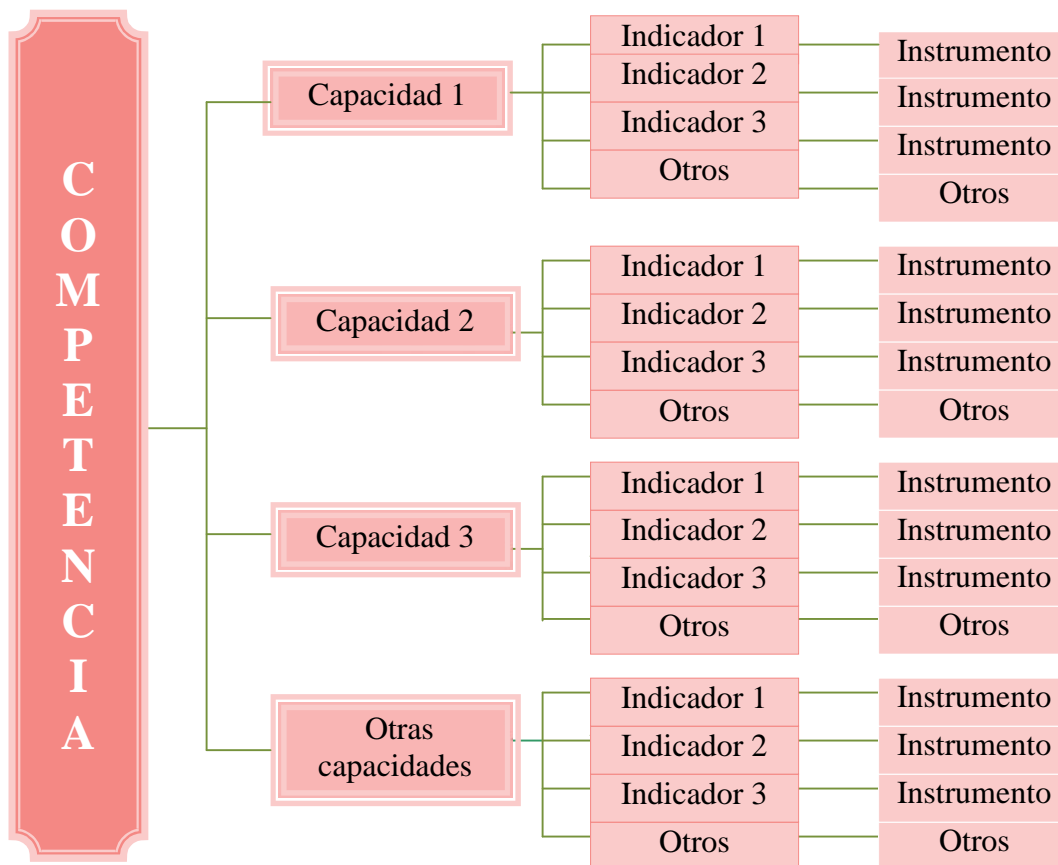 COMPETENCIA
Capacidad 1
Indicador 1
Instrumento
Indicador 2
Instrumento
Indicador 3
Instrumento
Otros
Otros
Capacidad 2
Indicador 1
Instrumento
Indicador 2
Instrumento
Indicador 3
Instrumento
Otros
Otros
Capacidad 3
Indicador 1
Instrumento
Indicador 2
Instrumento
Indicador 3
Instrumento
Otros
Otros
Otras
capacidades
Indicador 1
Instrumento
Indicador 2
Instrumento
Indicador 3
Instrumento
Otros
Otros